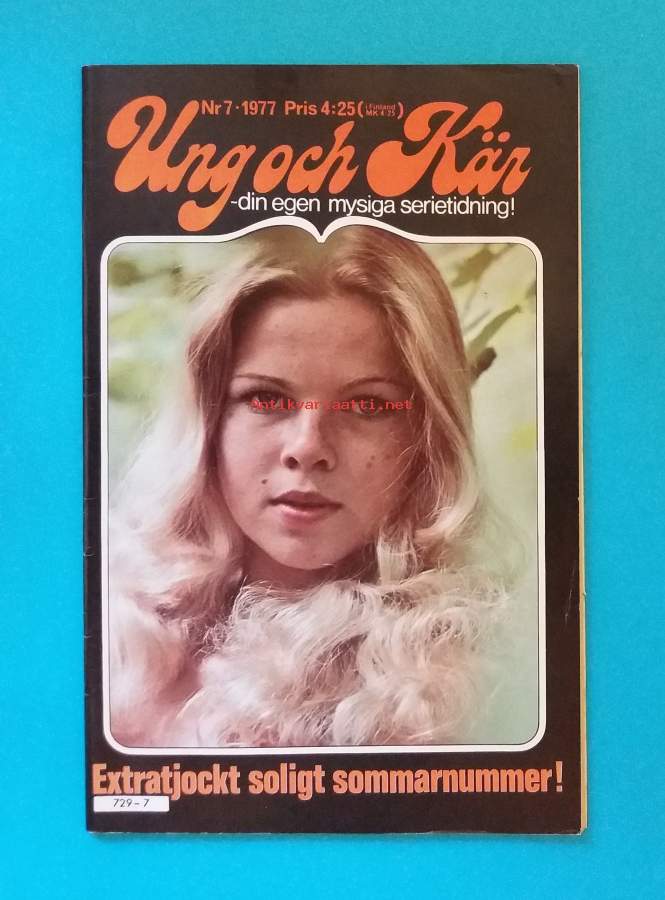 Nr 7 · 1977 Pris 4:25 (i Finland MK 4:25)
Ung och Kär
-din egen mysiga serietidning!
Antikvariaatti.net
Extratjockt soligt sommarnummer!
729-7